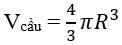 V_cầu = 4/3 πR³